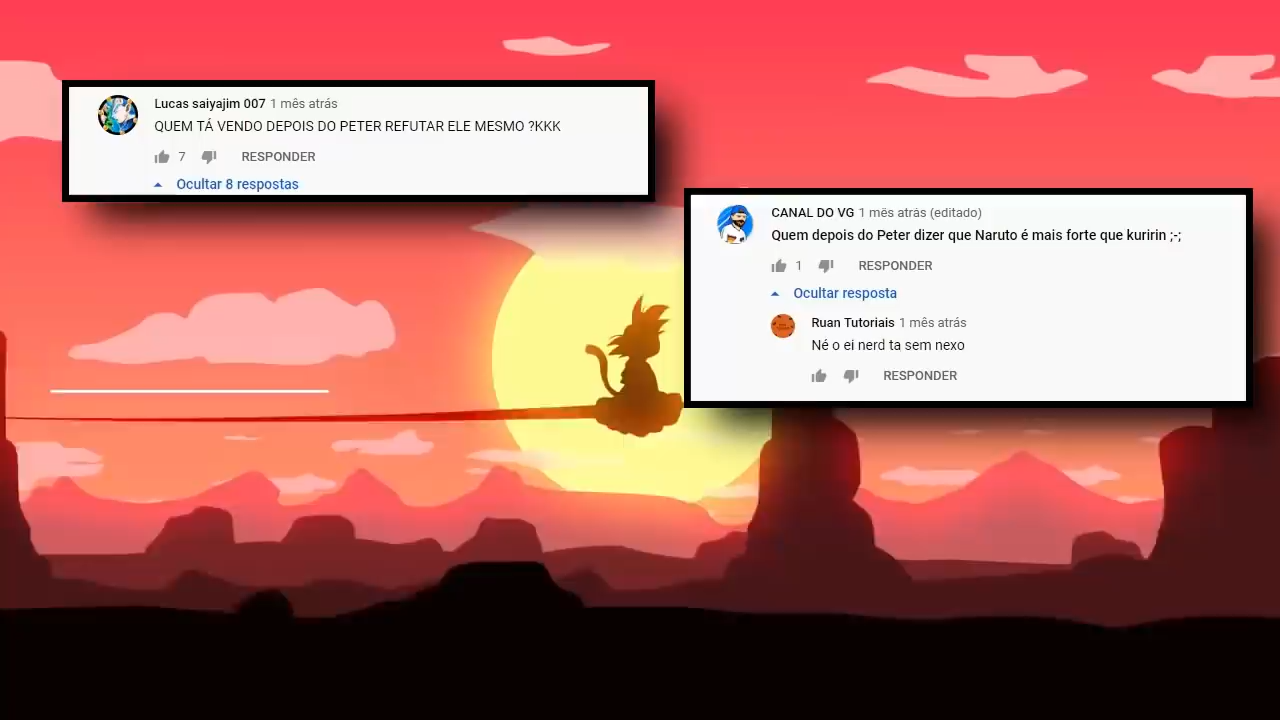 Lucas saiyajim 007 1 mês atrás
QUEM TÁ VENDO DEPOIS DO PETER REFUTAR ELE MESMO ?KKK
7 RESPONDER
Ocultar 8 respostas
CANAL DO VG 1 mês atrás (editado)
Quem depois do Peter dizer que Naruto é mais forte que kuririn ;-;
1 RESPONDER
Ocultar resposta
Ruan Tutoriais 1 mês atrás
Né o ei nerd ta sem nexo
RESPONDER